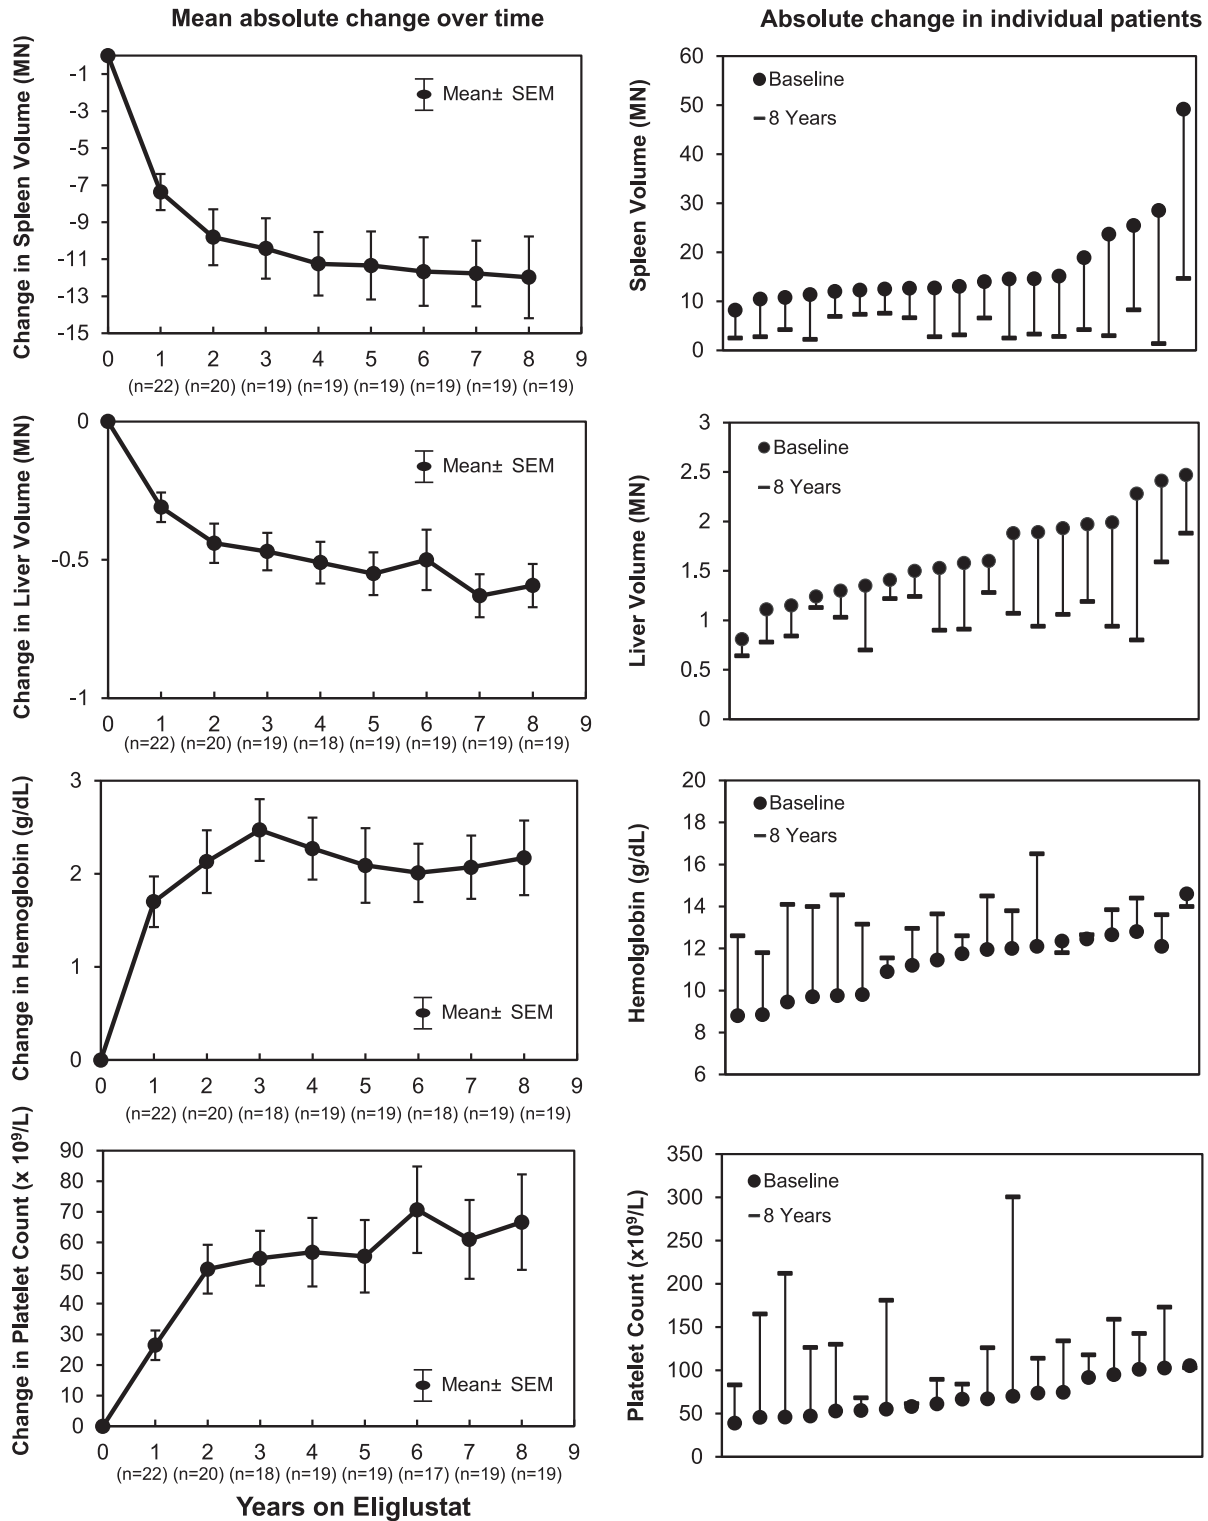 Mean absolute change over time
Absolute change in individual patients
Change in Spleen Volume (MN)
-1
-3
-5
-7
-9
-11
-13
-15
Mean± SEM
0 1 2 3 4 5 6 7 8 9
(n=22) (n=20) (n=19) (n=19) (n=19) (n=19) (n=19) (n=19)
Spleen Volume (MN)
60
50
40
30
20
10
0
Baseline
8 Years
Change in Liver Volume (MN)
0
-0.5
-1
Mean± SEM
0 1 2 3 4 5 6 7 8 9
(n=22) (n=20) (n=19) (n=18) (n=19) (n=19) (n=19) (n=19)
Liver Volume (MN)
3
2.5
2
1.5
1
0.5
0
Baseline
8 Years
Change in Hemoglobin (g/dL)
3
2
1
0
Mean± SEM
0 1 2 3 4 5 6 7 8 9
(n=22) (n=20) (n=18) (n=19) (n=19) (n=18) (n=19) (n=19)
Hemolglobin (g/dL)
20
18
16
14
12
10
8
6
Baseline
8 Years
Change in Platelet Count (x 10⁹/L)
90
80
70
60
50
40
30
20
10
0
Mean± SEM
0 1 2 3 4 5 6 7 8 9
(n=22) (n=20) (n=18) (n=19) (n=19) (n=17) (n=19) (n=19)
Years on Eliglustat
Platelet Count (x10⁹/L)
350
300
250
200
150
100
50
0
Baseline
8 Years